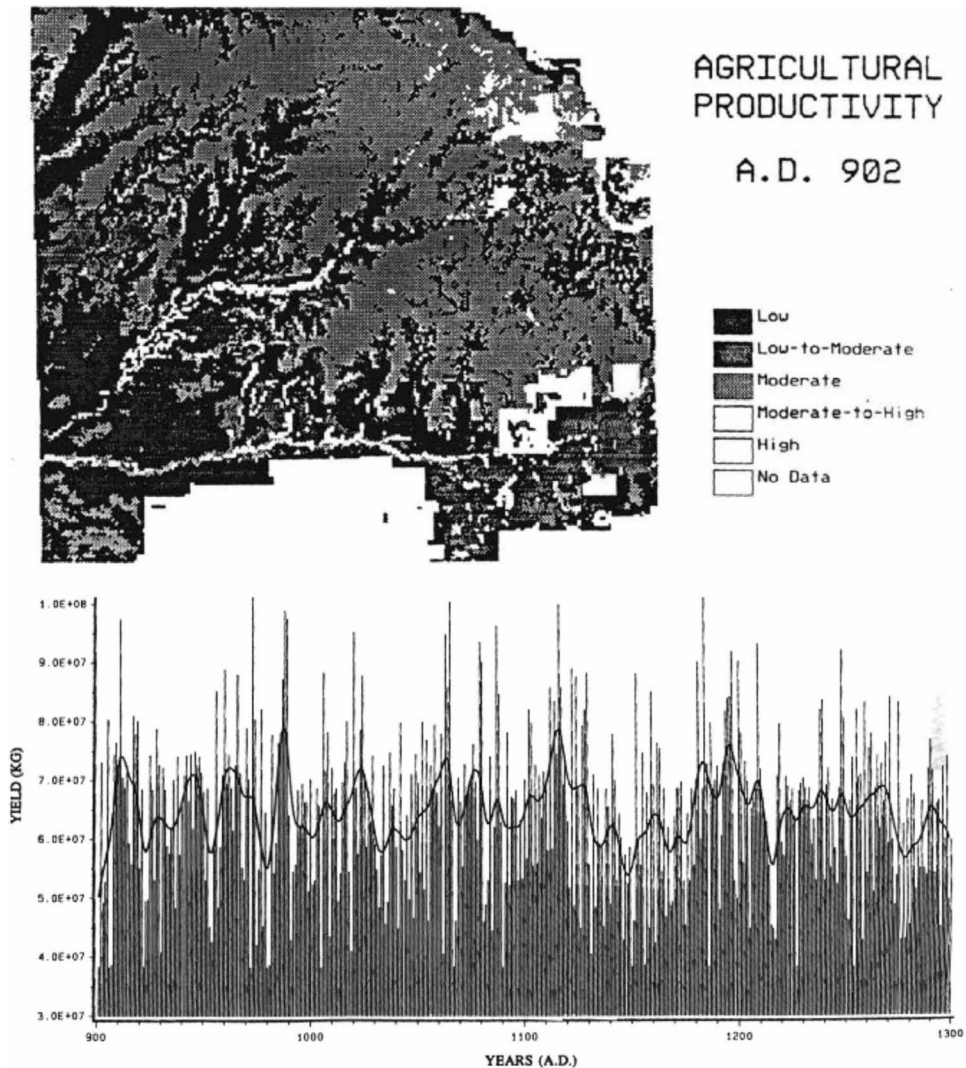 AGRICULTURAL
PRODUCTIVITY
A.D. 902
Low
Low-to-Moderate
Moderate
Moderate-to-High
High
No Data
1.0E+08
9.0E+07
8.0E+07
7.0E+07
6.0E+07
5.0E+07
4.0E+07
3.0E+07
YIELD (KG)
900 1000 1100 1200 1300
YEARS (A.D.)